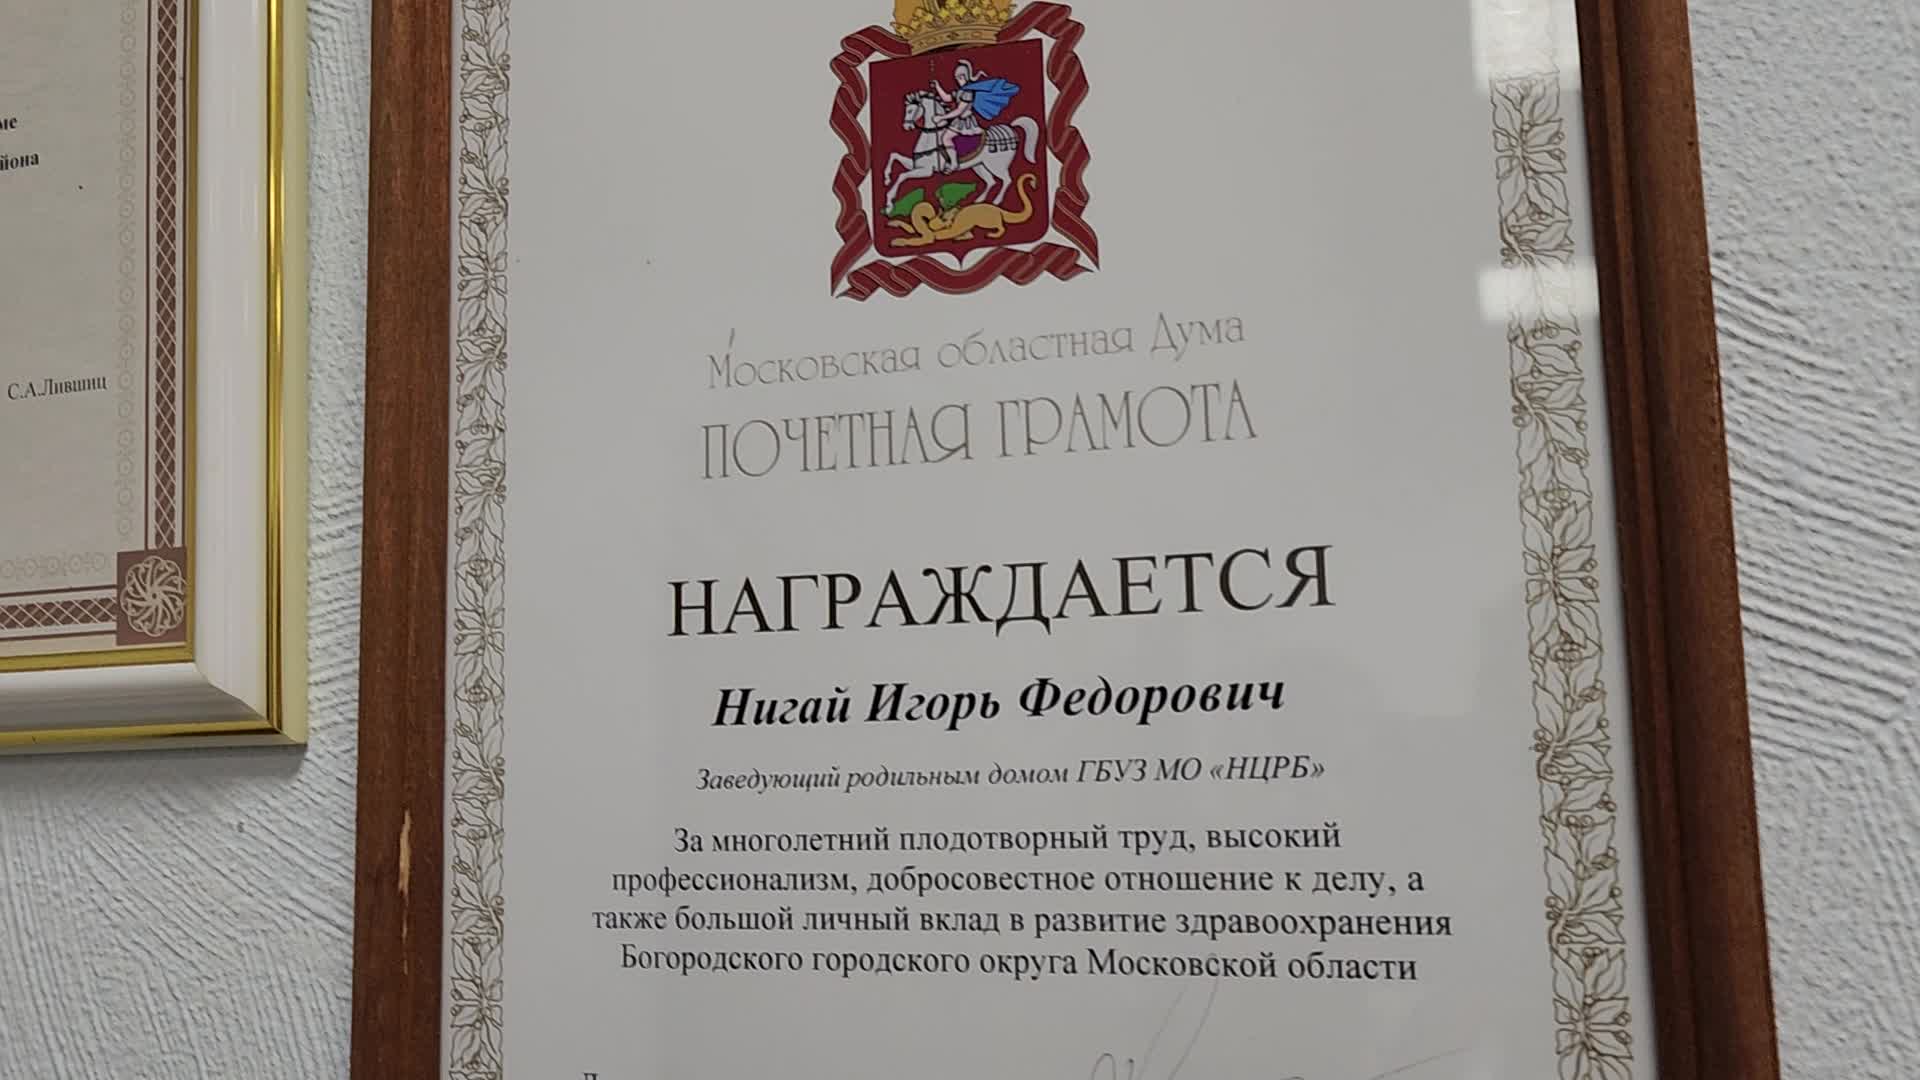 С.А.Лившиц
Московская областная Дума
ПОЧЕТНАЯ ГРАМОТА
НАГРАЖДАЕТСЯ
Нигай Игорь Федорович
Заведующий родильным домом ГБУЗ МО «НЦРБ»
За многолетний плодотворный труд, высокий
профессионализм, добросовестное отношение к делу, а
также большой личный вклад в развитие здравоохранения
Богородского городского округа Московской области